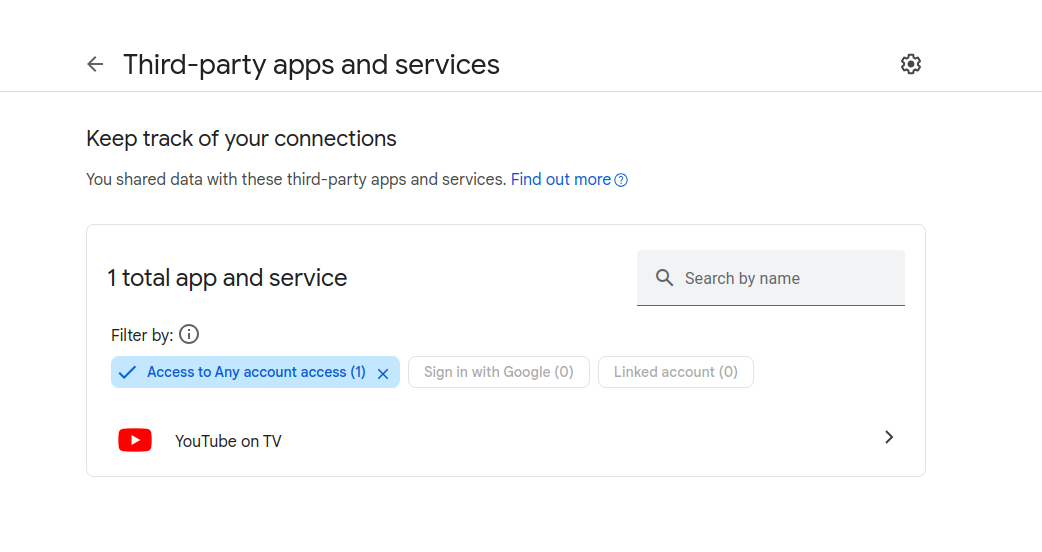 Third-party apps and services
Keep track of your connections
You shared data with these third-party apps and services. Find out more
1 total app and service
Search by name
Filter by:
Access to Any account access (1)
Sign in with Google (0)
Linked account (0)
YouTube on TV